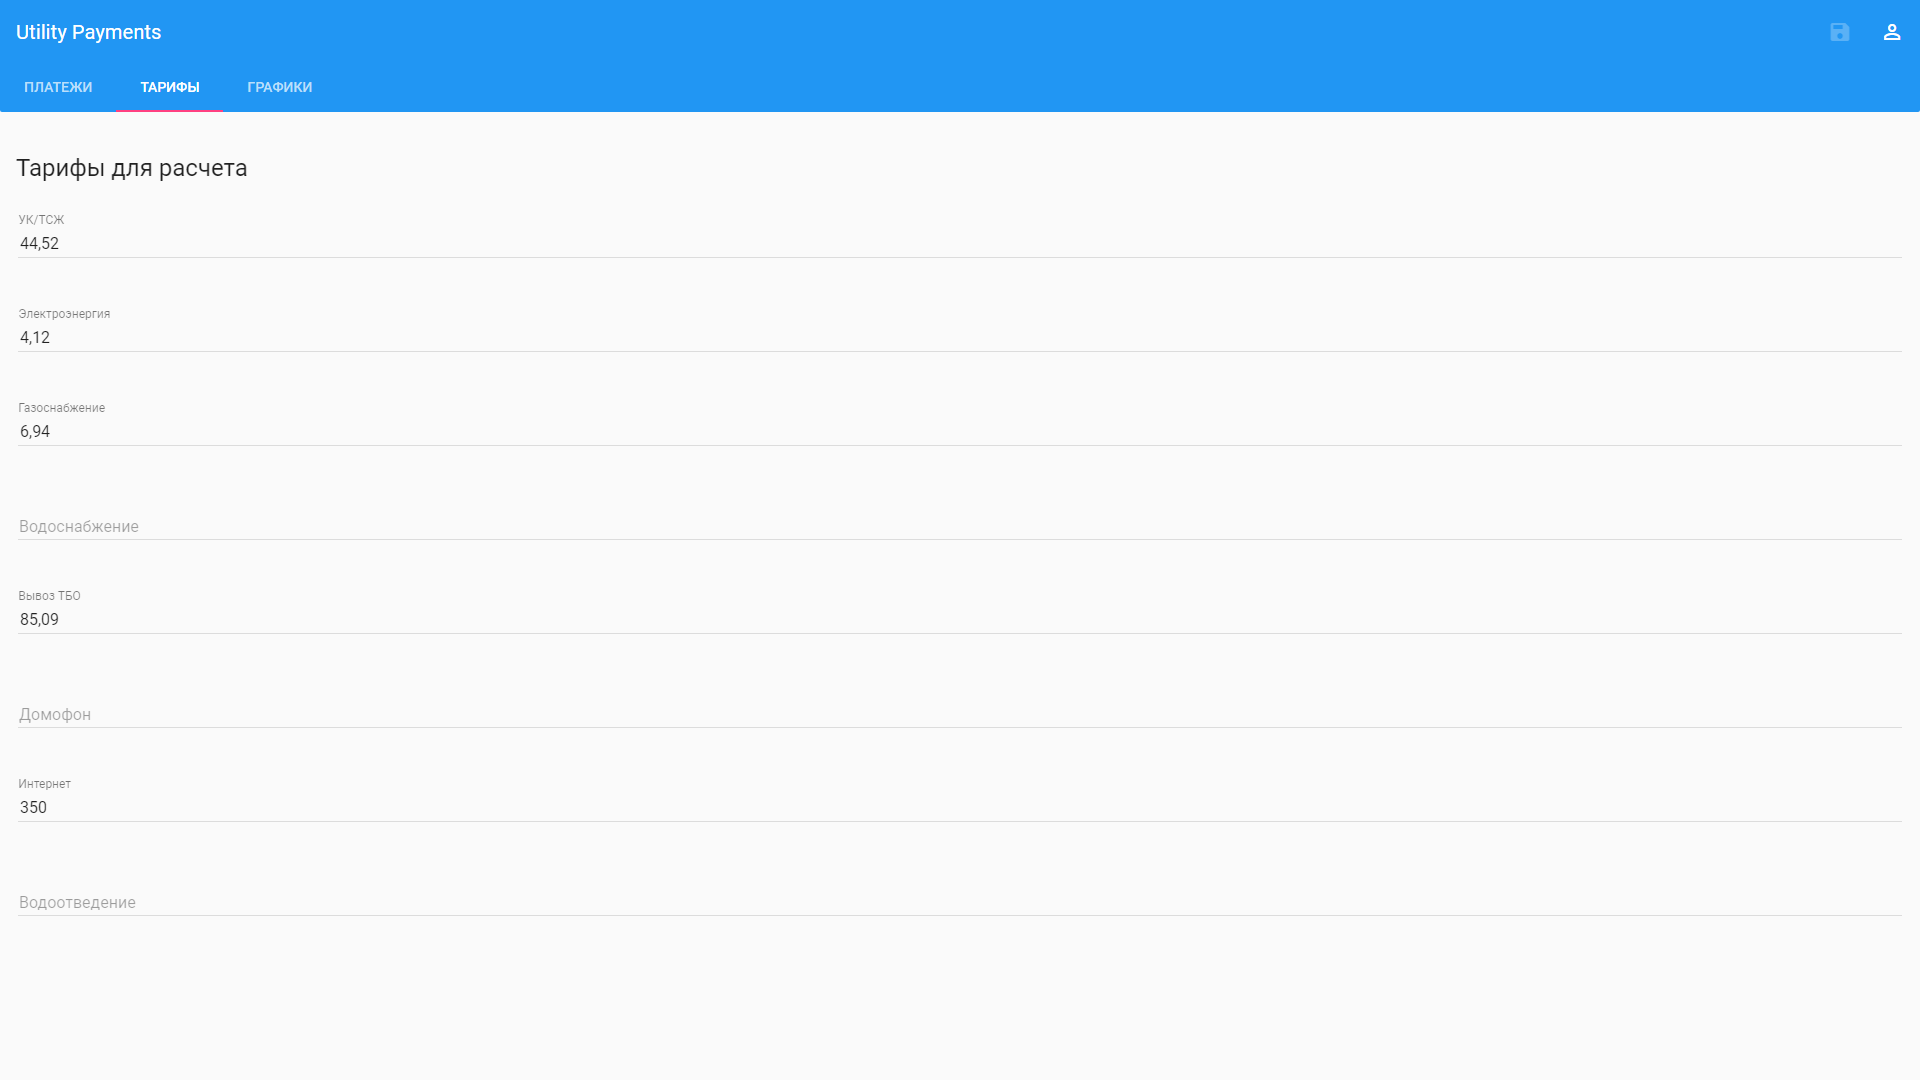 Utility Payments
ПЛАТЕЖИ ТАРИФЫ ГРАФИКИ
Тарифы для расчета
УК/ТСЖ
44,52
Электроэнергия
4,12
Газоснабжение
6,94
Водоснабжение
Вывоз ТБО
85,09
Домофон
Интернет
350
Водоотведение